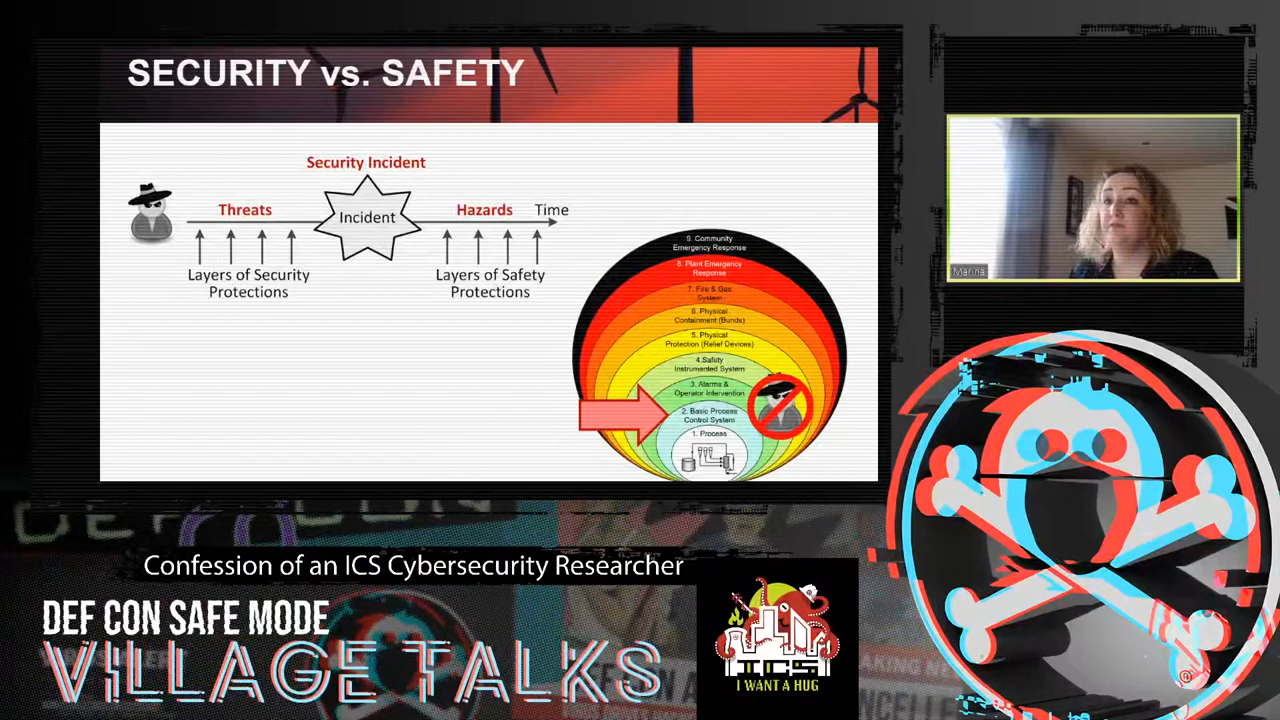 SECURITY vs. SAFETY
Security Incident
Threats
Incident
Hazards
Time
Layers of Security
Protections
Layers of Safety
Protections
9. Community
Emergency Response
8. Plant Emergency
Response
7. Fire & Gas
System
6. Physical
Containment (Bunds)
5. Physical
Protection (Relief Devices)
4.Safety
Instrumented System
3. Alarms &
Operator Intervention
2. Basic Process
Control System
1. Process
Marina
Confession of an ICS Cybersecurity Researcher
DEF CON SAFE MODE
VILLAGE TALKS
ICS
I WANT A HUG
DEF CON